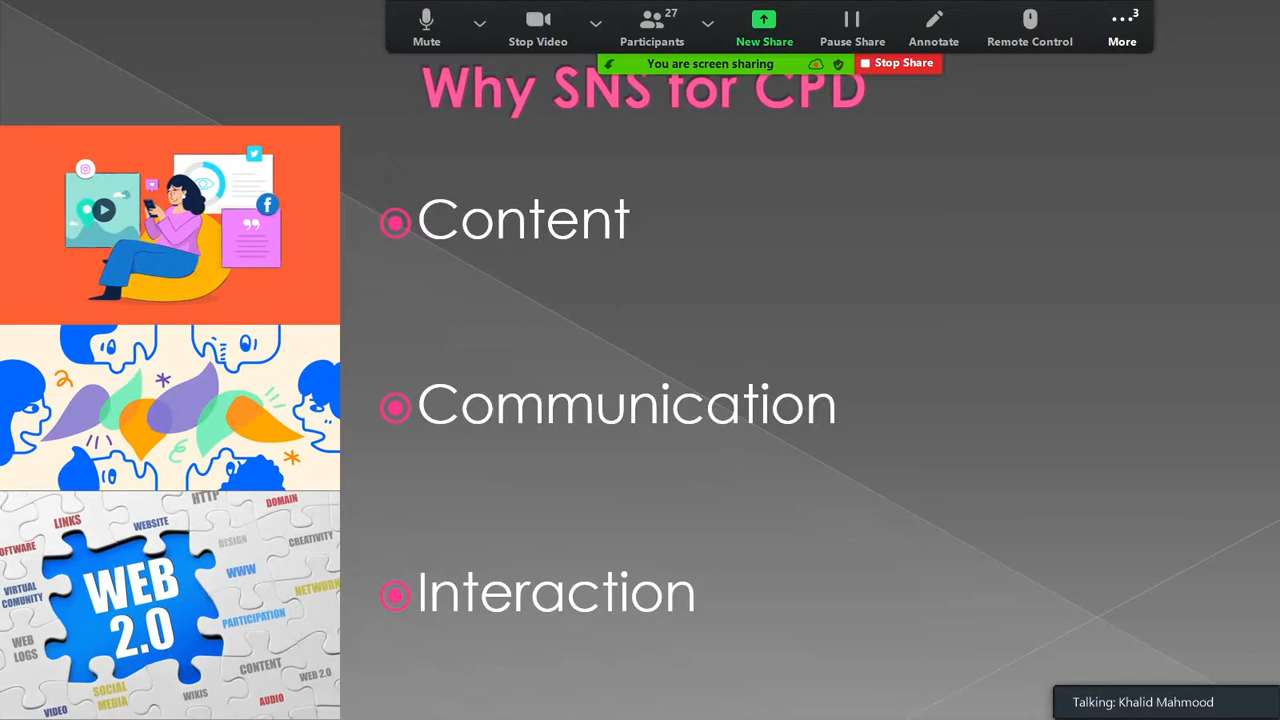 27
3
Mute
Stop Video
Participants
New Share
Pause Share
Annotate
Remote Control
More
You are screen sharing
Stop Share
Why SNS for CPD
Content
Communication
Interaction
HTTP
DOMAIN
LINKS
WEBSITE
DESIGN
CREATIVITY
OFTWARE
WWW
VIRTUAL
COMUNITY
NETWORK
WEB
2.0
PARTICIPATION
WEB
LOGS
CONTENT
WEB 2.0
SOCIAL
MEDIA
WIKIS
AUDIO
VIDEO
Talking: Khalid Mahmood